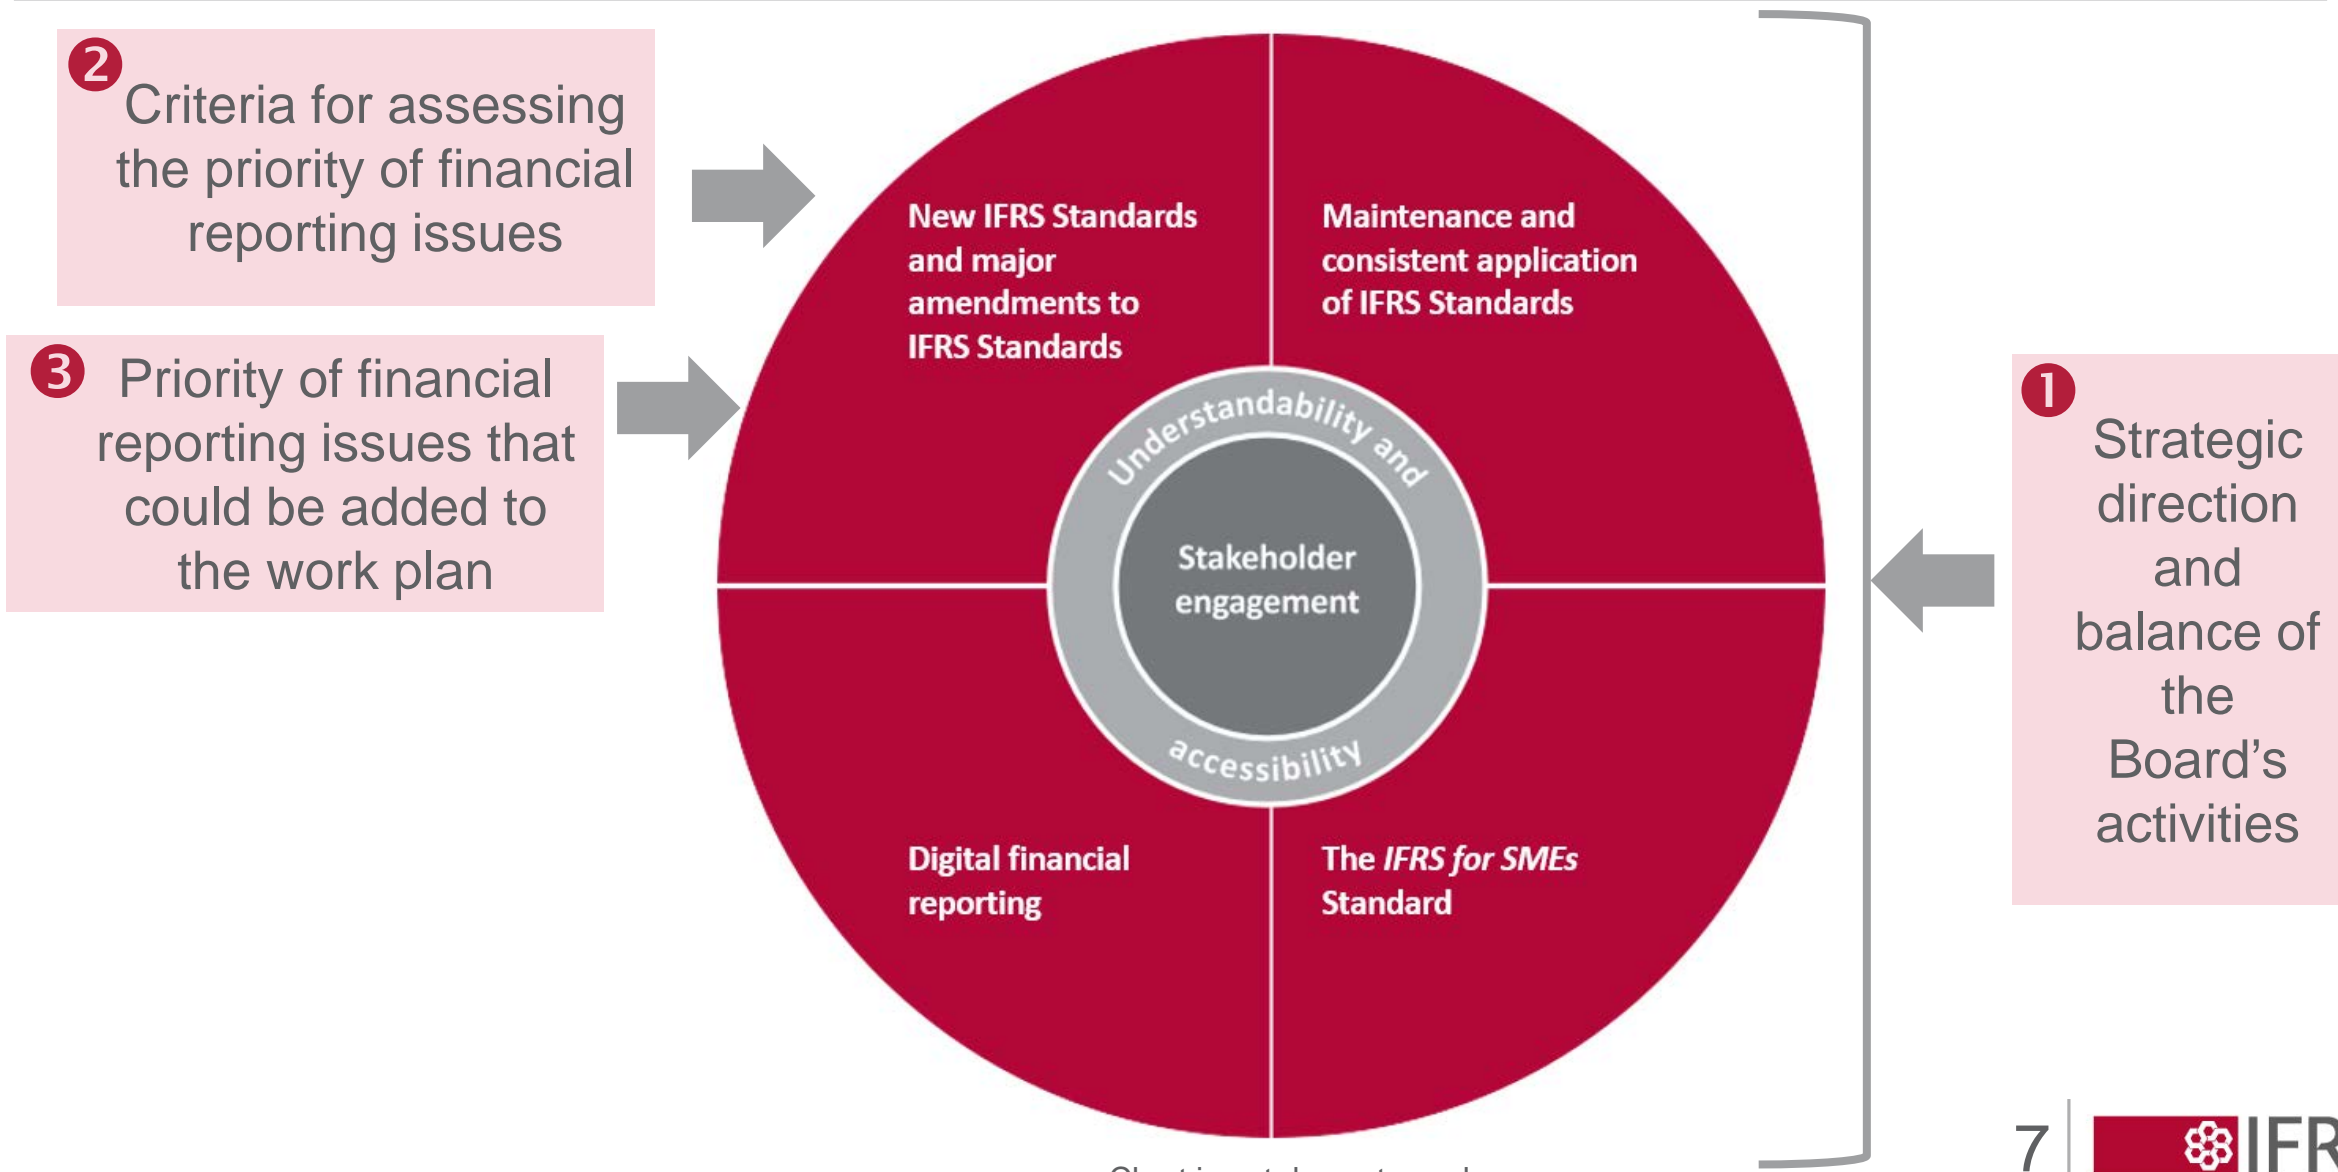 ❷
Criteria for assessing
the priority of financial
reporting issues
❸
Priority of financial
reporting issues that
could be added to
the work plan
New IFRS Standards
and major
amendments to
IFRS Standards
Maintenance and
consistent application
of IFRS Standards
Understandability and
accessibility
Stakeholder
engagement
Digital financial
reporting
The IFRS for SMEs
Standard
❶
Strategic
direction
and
balance of
the
Board’s
activities
7
IFR